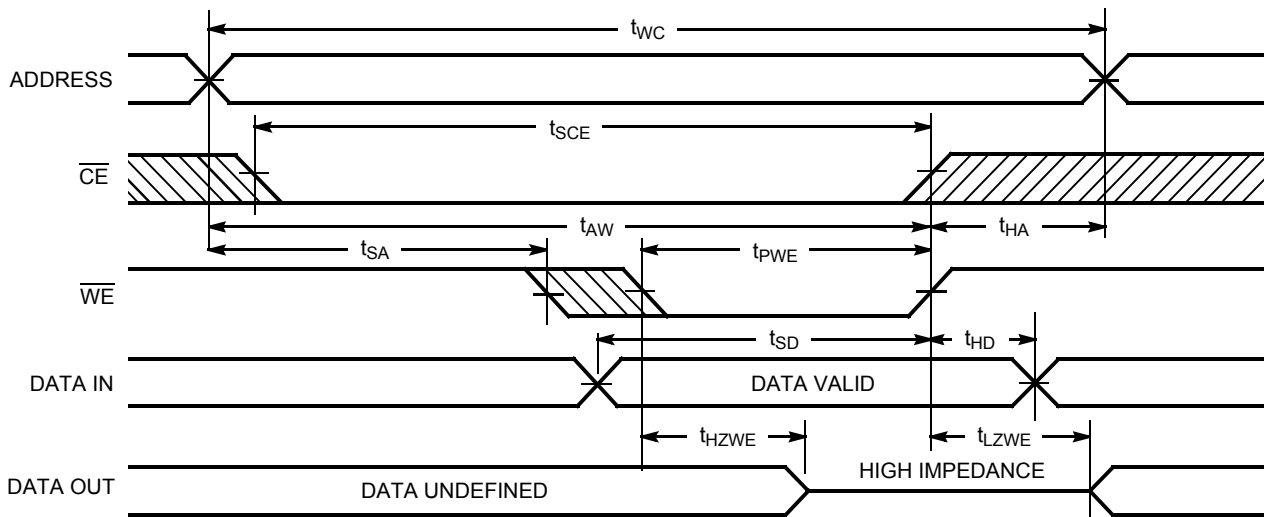 tWC
ADDRESS
tSCE
CE
tAW
tHA
tSA
tPWE
WE
tSD
tHD
DATA IN
DATA VALID
tHZWE
tLZWE
HIGH IMPEDANCE
DATA OUT
DATA UNDEFINED